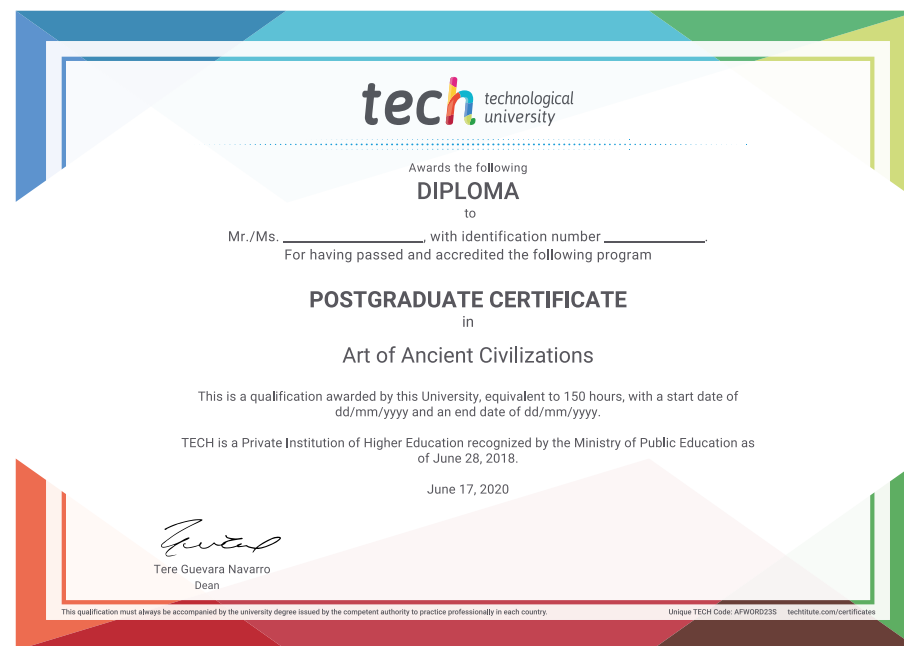 tech technological
university
Awards the following
DIPLOMA
to
Mr./Ms. ____________________, with identification number ______________.
For having passed and accredited the following program
POSTGRADUATE CERTIFICATE
in
Art of Ancient Civilizations
This is a qualification awarded by this University, equivalent to 150 hours, with a start date of
dd/mm/yyyy and an end date of dd/mm/yyyy.
TECH is a Private Institution of Higher Education recognized by the Ministry of Public Education as
of June 28, 2018.
June 17, 2020
Tere Guevara Navarro
Dean
This qualification must always be accompanied by the university degree issued by the competent authority to practice professionally in each country.
Unique TECH Code: AFWORD23S techtitute.com/certificates